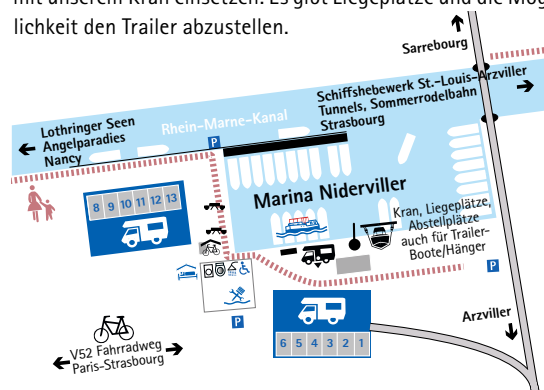 mit unserem Kran einsetzen. Es gibt Liegeplätze und die Mög
lichkeit den Trailer abzustellen.
Sarrebourg
Schiffshebewerk St.-Louis-Arzviller
Tunnels, Sommerrodelbahn
Strasbourg
Lothringer Seen
Angelparadies
Nancy
Rhein-Marne-Kanal
P
8 9 10 11 12 13
Marina Niderviller
Kran, Liegeplätze,
Abstellplätze
auch für Trailer-
Boote/Hänger
P
P
6 5 4 3 2 1
Arzviller
V52 Fahrradweg
Paris-Strasbourg